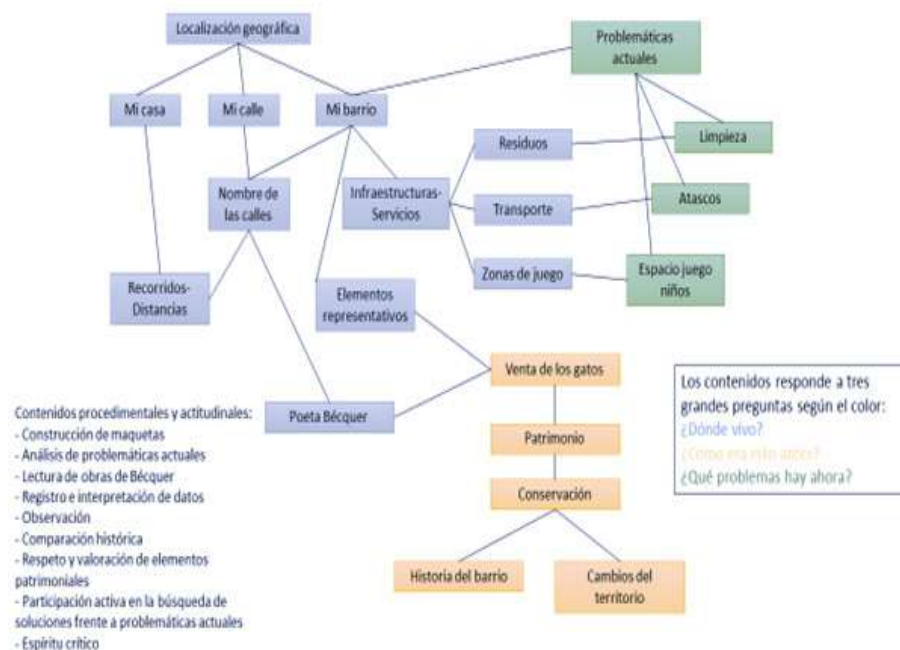 Localización geográfica
Problemáticas
actuales
Mi casa
Mi calle
Mi barrio
Limpieza
Residuos
Nombre de
las calles
Infraestructuras-
Servicios
Transporte
Atascos
Zonas de juego
Espacio juego
niños
Recorridos-
Distancias
Elementos
representativos
Venta de los gatos
Poeta Bécquer
Patrimonio
Conservación
Historia del barrio
Cambios del
territorio
Contenidos procedimentales y actitudinales:
- Construcción de maquetas
- Análisis de problemáticas actuales
- Lectura de obras de Bécquer
- Registro e interpretación de datos
- Observación
- Comparación histórica
- Respeto y valoración de elementos
patrimoniales
- Participación activa en la búsqueda de
soluciones frente a problemáticas actuales
- Espíritu crítico
Los contenidos responde a tres
grandes preguntas según el color:
¿Dónde vivo?
¿Cómo era esto antes?
¿Qué problemas hay ahora?